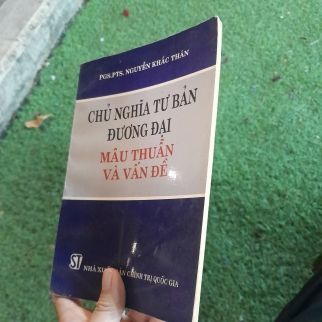 PGS.PTS. NGUYỄN KHẮC THÂN
CHỦ NGHĨA TƯ BẢN
ĐƯƠNG ĐẠI
MÂU THUẪN
VÀ VẤN ĐỀ
ST
NHÀ XUẤT BẢN CHÍNH TRỊ QUỐC GIA